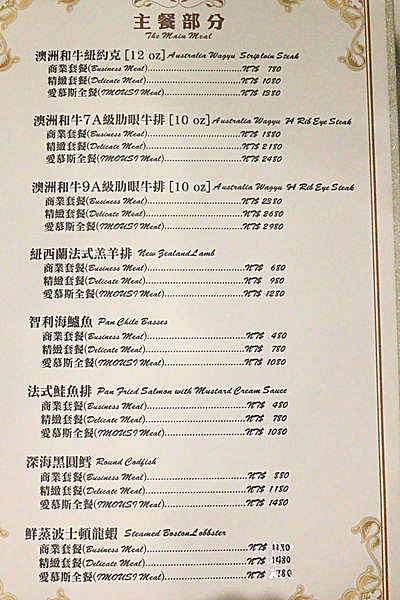 主餐部分
The Main Meal
澳洲和牛紐約克 [12 oz] Australia Wagyu Striploin Steak
商業套餐(Business Meal)................................NT$ 780
精緻套餐(Delicate Meal)................................NT$ 1080
愛慕斯全餐(IMOUSI Meal)................................NT$ 1380
澳洲和牛7A級肋眼牛排 [10 oz] Australia Wagyu 7A Rib Eye Steak
商業套餐(Business Meal)................................NT$ 1880
精緻套餐(Delicate Meal)................................NT$ 2180
愛慕斯全餐(IMOUSI Meal)................................NT$ 2480
澳洲和牛9A級肋眼牛排 [10 oz] Australia Wagyu 9A Rib Eye Steak
商業套餐(Business Meal)................................NT$ 2380
精緻套餐(Delicate Meal)................................NT$ 2680
愛慕斯全餐(IMOUSI Meal)................................NT$ 2980
紐西蘭法式羔羊排 New Zealand Lamb
商業套餐(Business Meal)................................NT$ 680
精緻套餐(Delicate Meal)................................NT$ 980
愛慕斯全餐(IMOUSI Meal)................................NT$ 1280
智利海鱸魚 Pan Chile Basses
商業套餐(Business Meal)................................NT$ 480
精緻套餐(Delicate Meal)................................NT$ 780
愛慕斯全餐(IMOUSI Meal)................................NT$ 1080
法式鮭魚排 Pan Fried Salmon with Mustard Cream Sauce
商業套餐(Business Meal)................................NT$ 480
精緻套餐(Delicate Meal)................................NT$ 780
愛慕斯全餐(IMOUSI Meal)................................NT$ 1080
深海黑圓鱈 Round Codfish
商業套餐(Business Meal)................................NT$ 880
精緻套餐(Delicate Meal)................................NT$ 1180
愛慕斯全餐(IMOUSI Meal)................................NT$ 1480
鮮蒸波士頓龍蝦 Steamed Boston Lobbster
商業套餐(Business Meal)................................NT$
精緻套餐(Delicate Meal)................................NT$
愛慕斯全餐(IMOUSI Meal)................................NT$